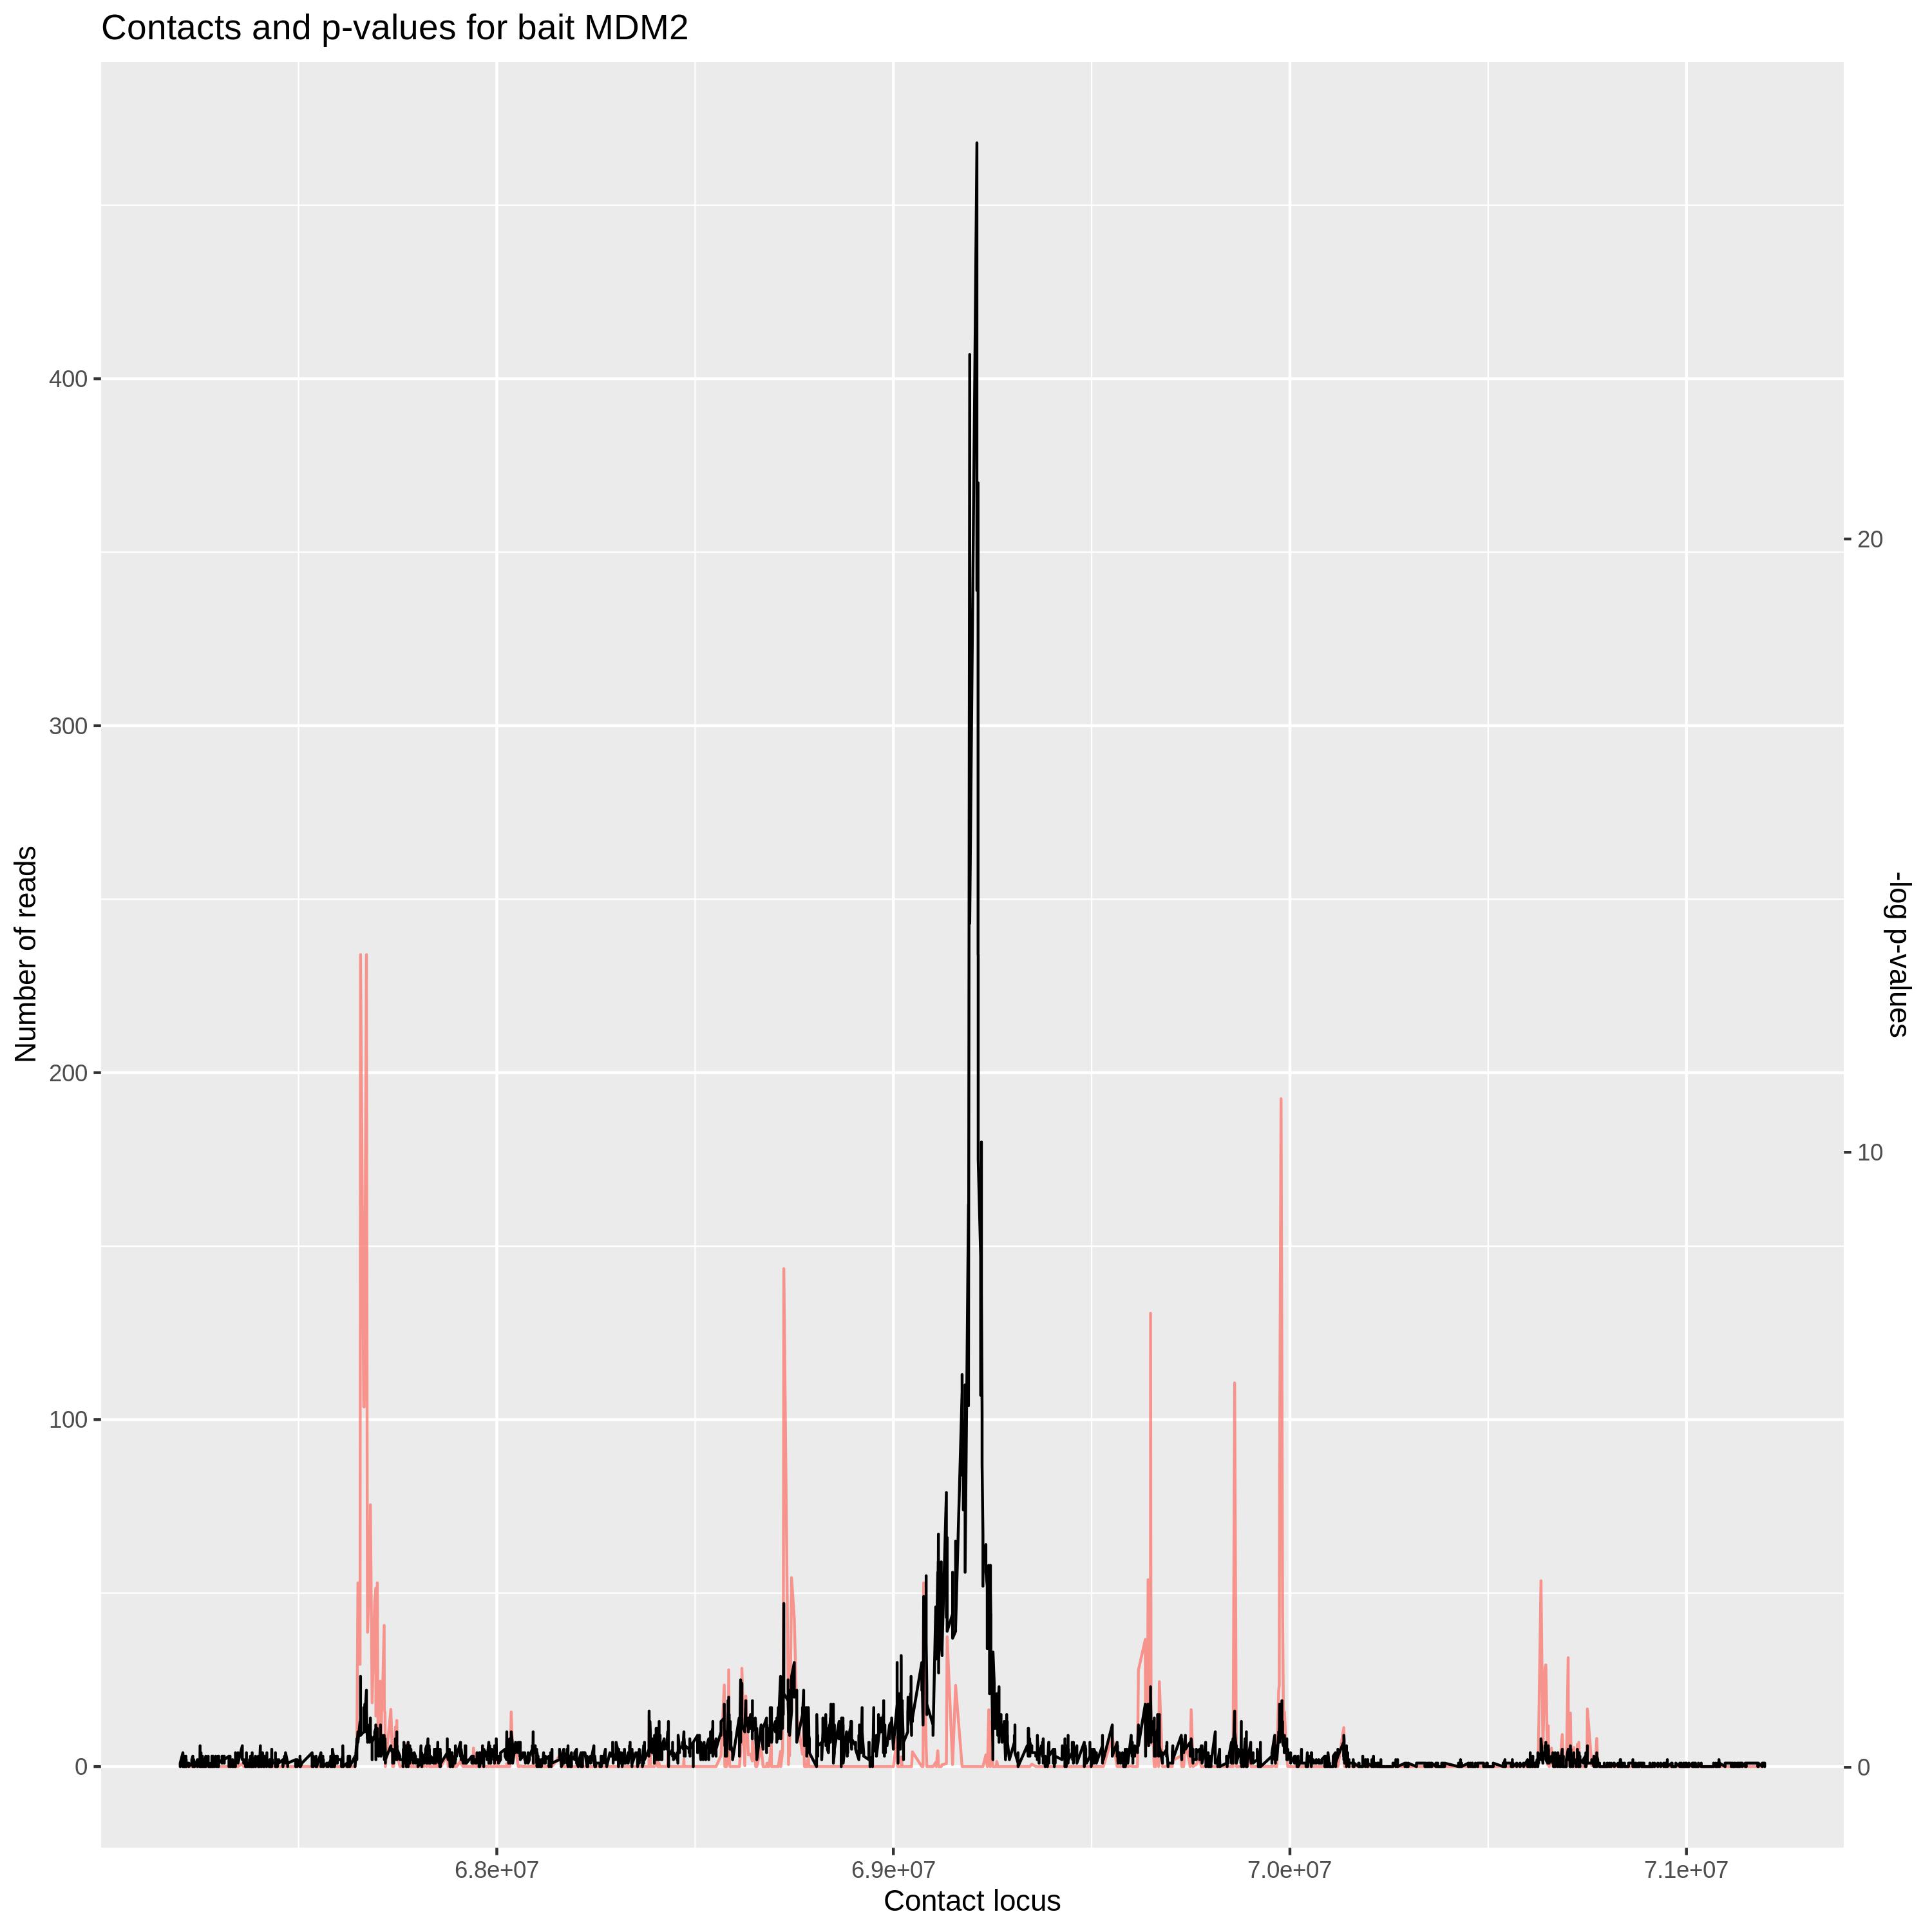 Contacts and p-values for bait MDM2
400
300
200
100
0
Number of reads
20
10
0
-log p-values
6.8e+07
6.9e+07
7.0e+07
7.1e+07
Contact locus